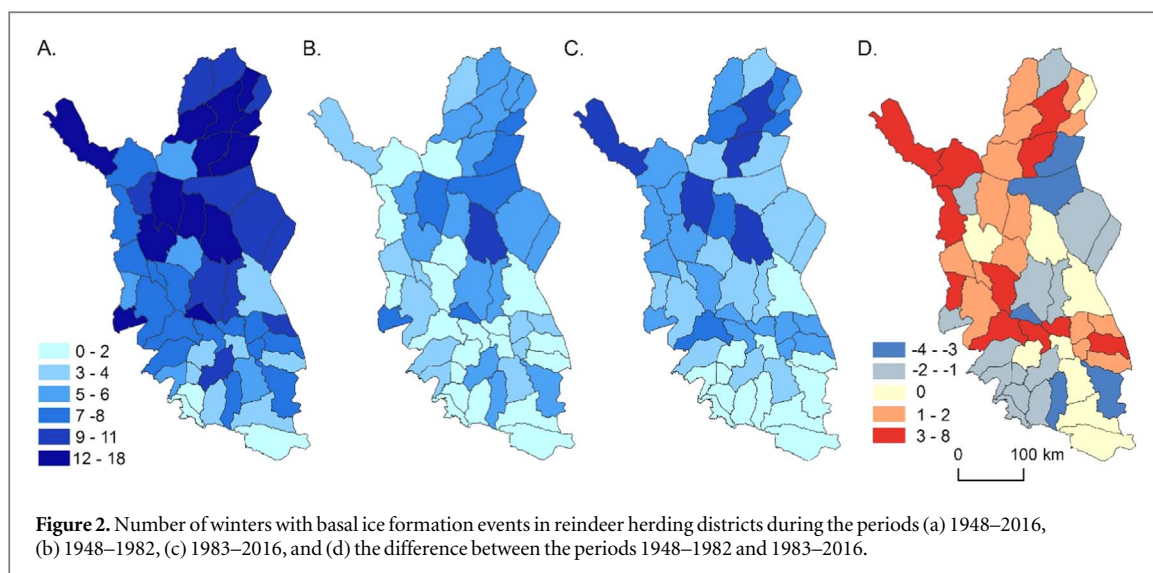 A.
B.
C.
D.
0 - 2
3 - 4
5 - 6
7 - 8
9 - 11
12 - 18
-4 - -3
-2 - -1
0
1 - 2
3 - 8
0 100 km
Figure 2. Number of winters with basal ice formation events in reindeer herding districts during the periods (a) 1948–2016,
(b) 1948–1982, (c) 1983–2016, and (d) the difference between the periods 1948–1982 and 1983–2016.